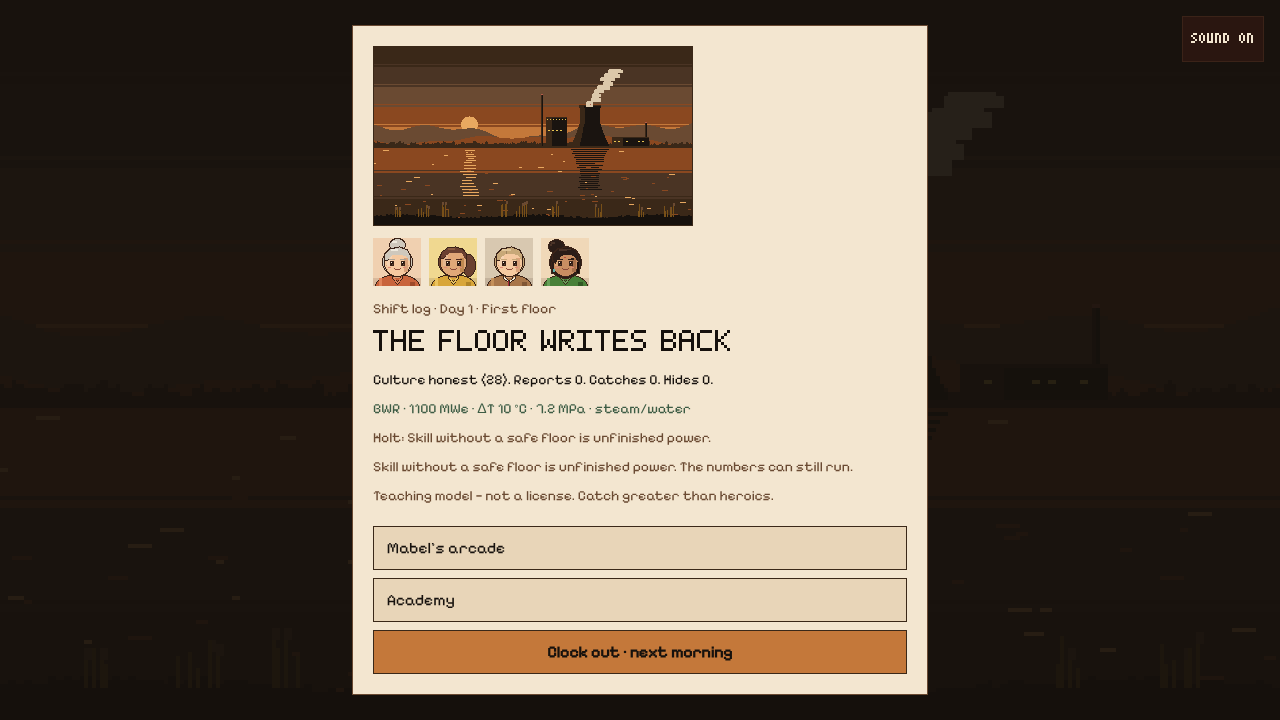 sound on
Shift log · Day 1 · First floor
THE FLOOR WRITES BACK
Culture honest (28). Reports 0. Catches 0. Hides 0.
BWR · 1100 MWe · ΔT 10 °C · 7.2 MPa · steam/water
Holt: Skill without a safe floor is unfinished power.
Skill without a safe floor is unfinished power. The numbers can still run.
Teaching model — not a license. Catch greater than heroics.
Mabel's arcade
Academy
Clock out · next morning